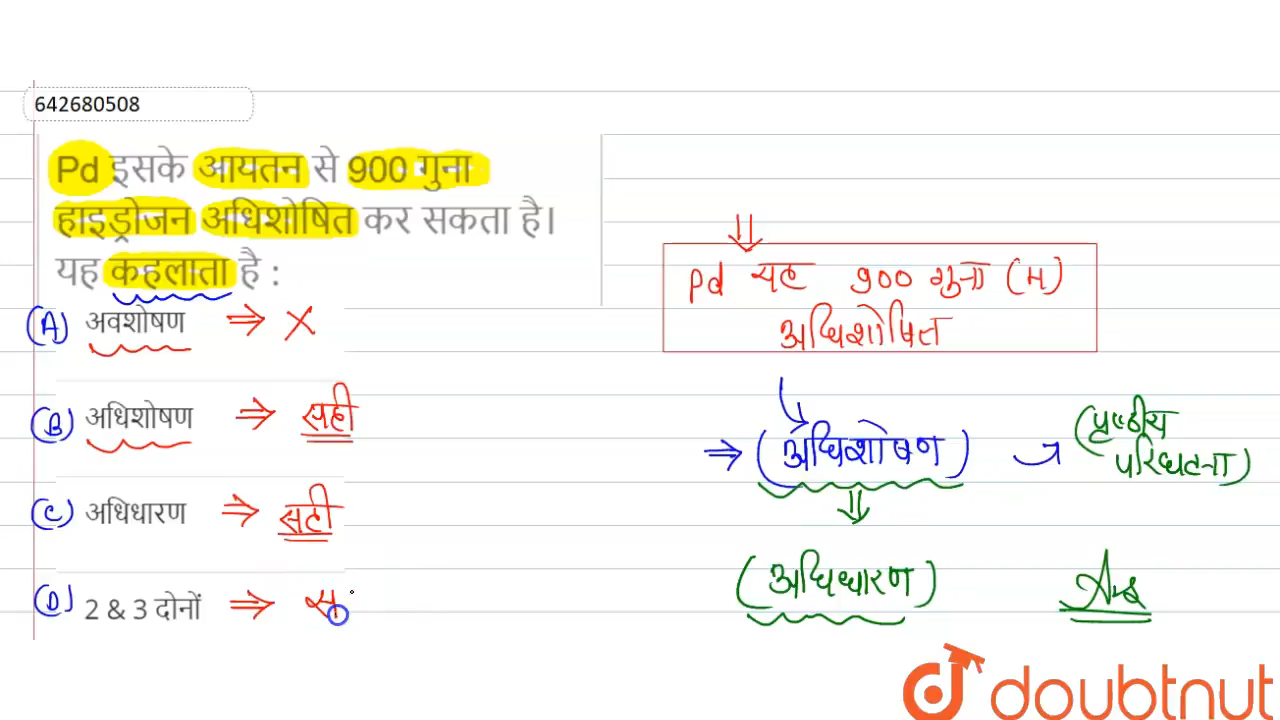 642680508
Pd इसके आयतन से 900 गुना
हाइड्रोजन अधिशोषित कर सकता है।
यह कहलाता है :
(A) अवशोषण ⇒ X
(B) अधिशोषण ⇒ सही
(C) अधिधारण ⇒ सही
(D) 2 & 3 दोनों ⇒ स
Pd यह 900 गुना (H)
अधिशोषित
⇒ (अधिशोषण)
(पृष्ठीय
परिघटना)
(अधिधारण) Ans
doubtnut